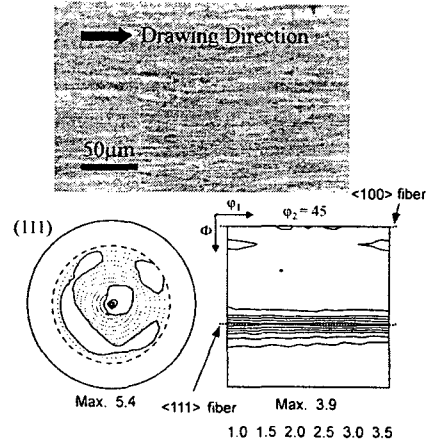 Drawing Direction
50µm
<100> fiber
(111)
φ₁
φ₂ = 45
Φ
Max. 5.4
<111> fiber
Max. 3.9
1.0 1.5 2.0 2.5 3.0 3.5